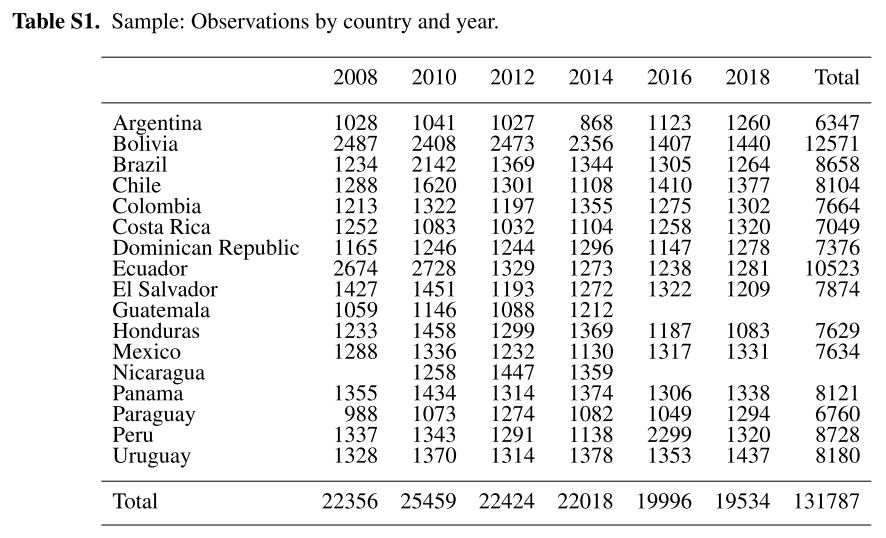 Table S1. Sample: Observations by country and year.
2008 2010 2012 2014 2016 2018 Total
Argentina 1028 1041 1027 868 1123 1260 6347
Bolivia 2487 2408 2473 2356 1407 1440 12571
Brazil 1234 2142 1369 1344 1305 1264 8658
Chile 1288 1620 1301 1108 1410 1377 8104
Colombia 1213 1322 1197 1355 1275 1302 7664
Costa Rica 1252 1083 1032 1104 1258 1320 7049
Dominican Republic 1165 1246 1244 1296 1147 1278 7376
Ecuador 2674 2728 1329 1273 1238 1281 10523
El Salvador 1427 1451 1193 1272 1322 1209 7874
Guatemala 1059 1146 1088 1212
Honduras 1233 1458 1299 1369 1187 1083 7629
Mexico 1288 1336 1232 1130 1317 1331 7634
Nicaragua 1258 1447 1359
Panama 1355 1434 1314 1374 1306 1338 8121
Paraguay 988 1073 1274 1082 1049 1294 6760
Peru 1337 1343 1291 1138 2299 1320 8728
Uruguay 1328 1370 1314 1378 1353 1437 8180
Total 22356 25459 22424 22018 19996 19534 131787